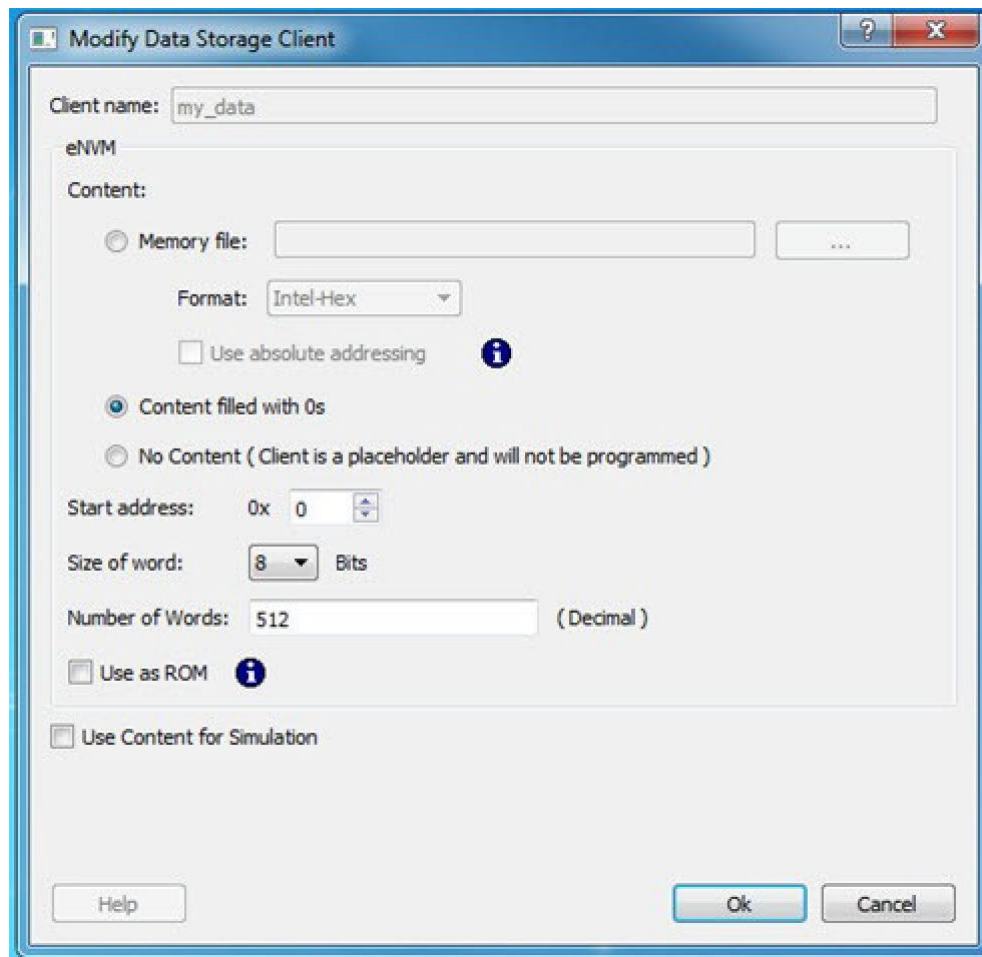 Modify Data Storage Client
Client name: my_data
eNVM
Content:
Memory file: ...
Format: Intel-Hex
Use absolute addressing
Content filled with 0s
No Content ( Client is a placeholder and will not be programmed )
Start address: 0x 0
Size of word: 8 Bits
Number of Words: 512 ( Decimal )
Use as ROM
Use Content for Simulation
Help Ok Cancel